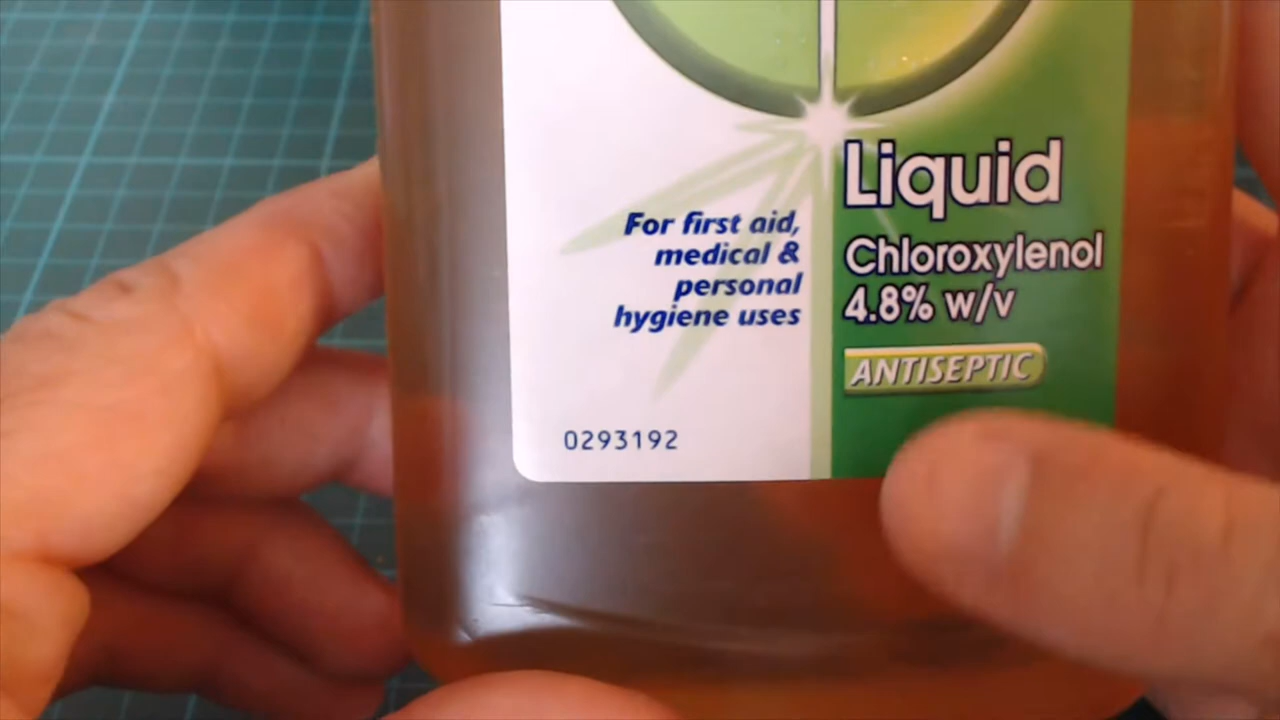 For first aid,
medical &
personal
hygiene uses
0293192
Liquid
Chloroxylenol
4.8% w/v
ANTISEPTIC